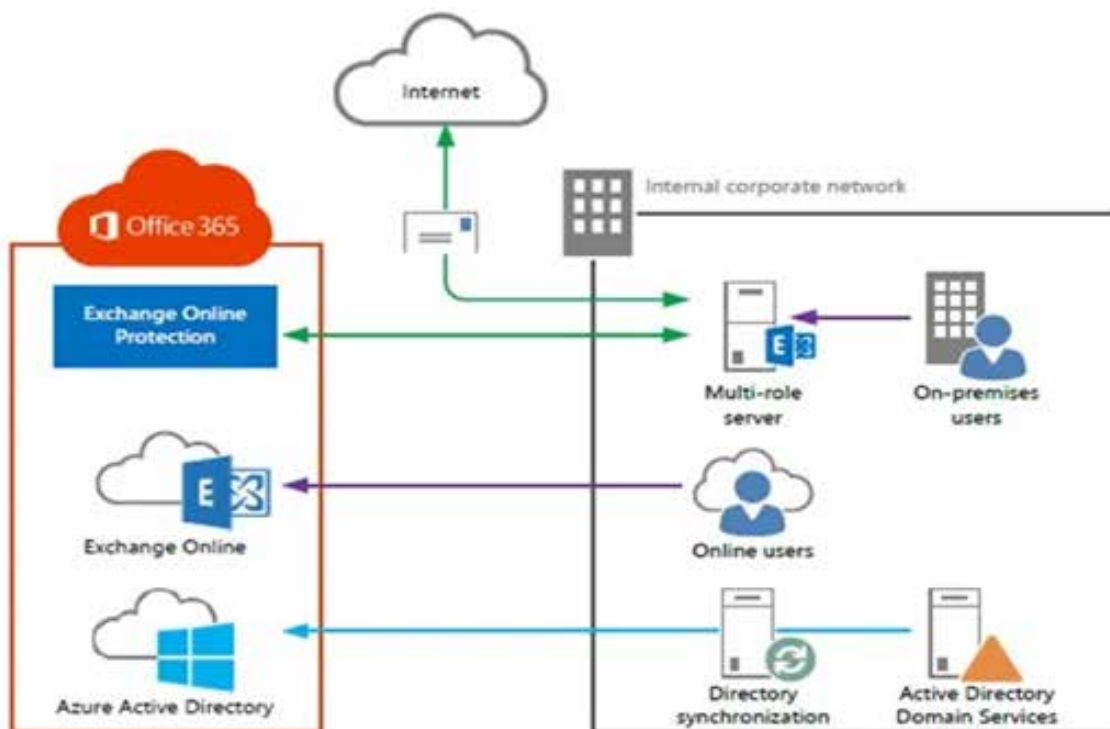 Internet
Internal corporate network
Office 365
Exchange Online
Protection
E
Multi-role
server
On-premises
users
E
Exchange Online
Online users
Azure Active Directory
Directory
synchronization
Active Directory
Domain Services